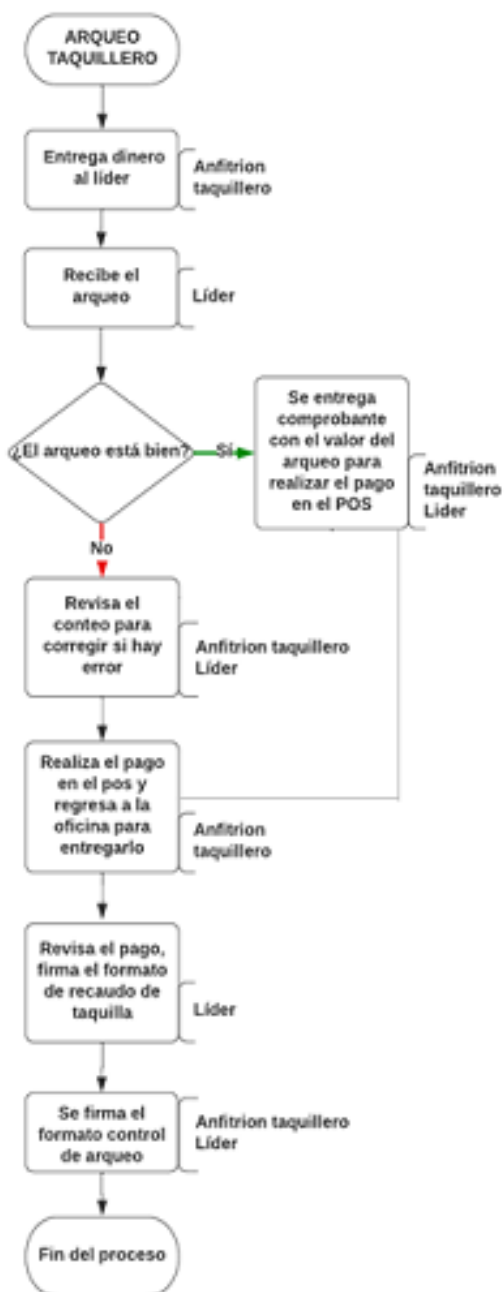 ARQUEO
TAQUILLERO
Entrega dinero
al líder
Anfitrion
taquillero
Recibe el
arqueo
Líder
¿El arqueo está bien?
Sí
Se entrega
comprobante
con el valor del
arqueo para
realizar el pago
en el POS
Anfitrion
taquillero
Lider
No
Revisa el
conteo para
corregir si hay
error
Anfitrion taquillero
Líder
Realiza el pago
en el pos y
regresa a la
oficina para
entregarlo
Anfitrion
taquillero
Revisa el pago,
firma el formato
de recaudo de
taquilla
Líder
Se firma el
formato control
de arqueo
Anfitrion taquillero
Líder
Fin del proceso